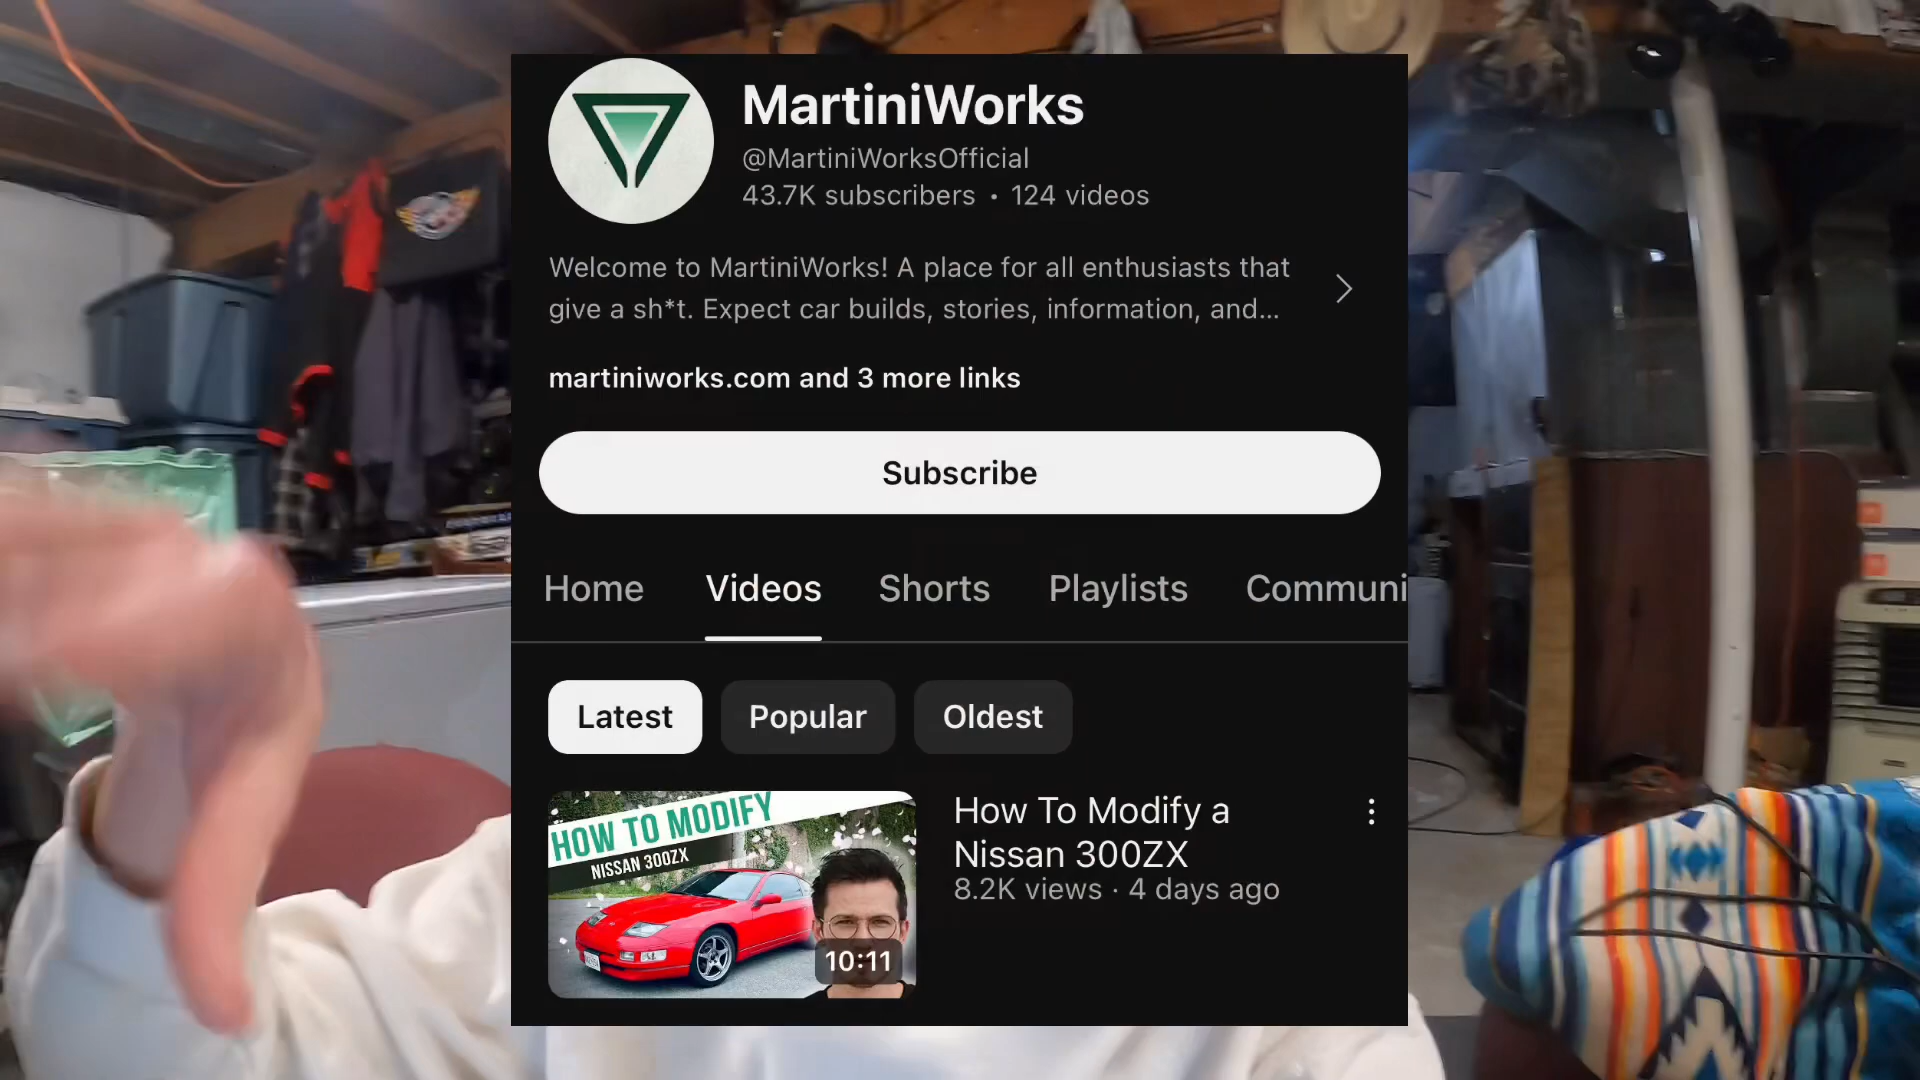 MartiniWorks
@MartiniWorksOfficial
43.7K subscribers • 124 videos
Welcome to MartiniWorks! A place for all enthusiasts that
give a sh*t. Expect car builds, stories, information, and...
martiniworks.com and 3 more links
Subscribe
Home Videos Shorts Playlists Communi
Latest Popular Oldest
HOW TO MODIFY
NISSAN 300ZX
10:11
How To Modify a
Nissan 300ZX
8.2K views · 4 days ago